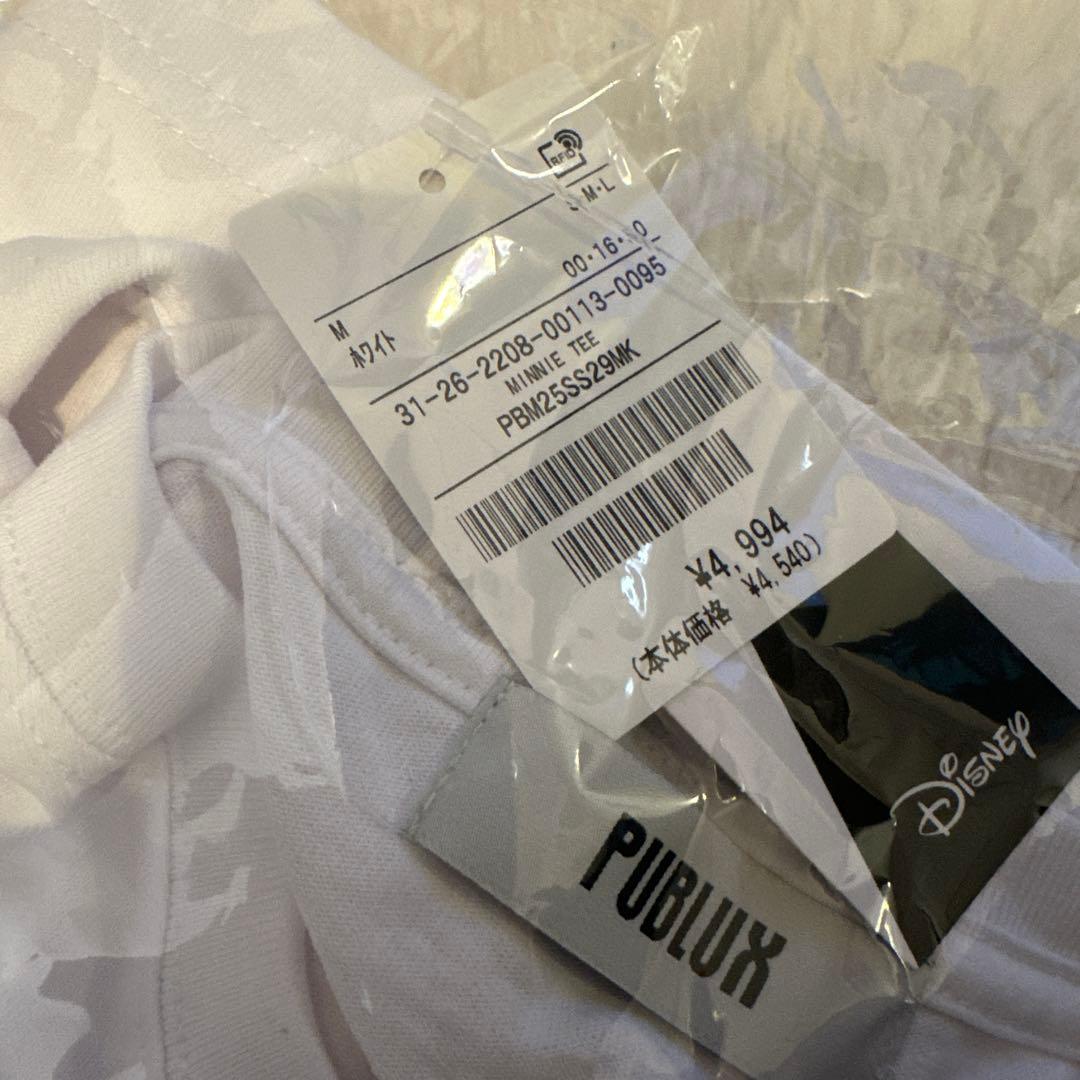 RFID
M・L
00・16・
M
ホワイト
31-26-2208-00113-0095
MINNIE TEE
PBM25SS29MK
¥4,994
(本体価格 ¥4,540)
Disney
PUBLUX